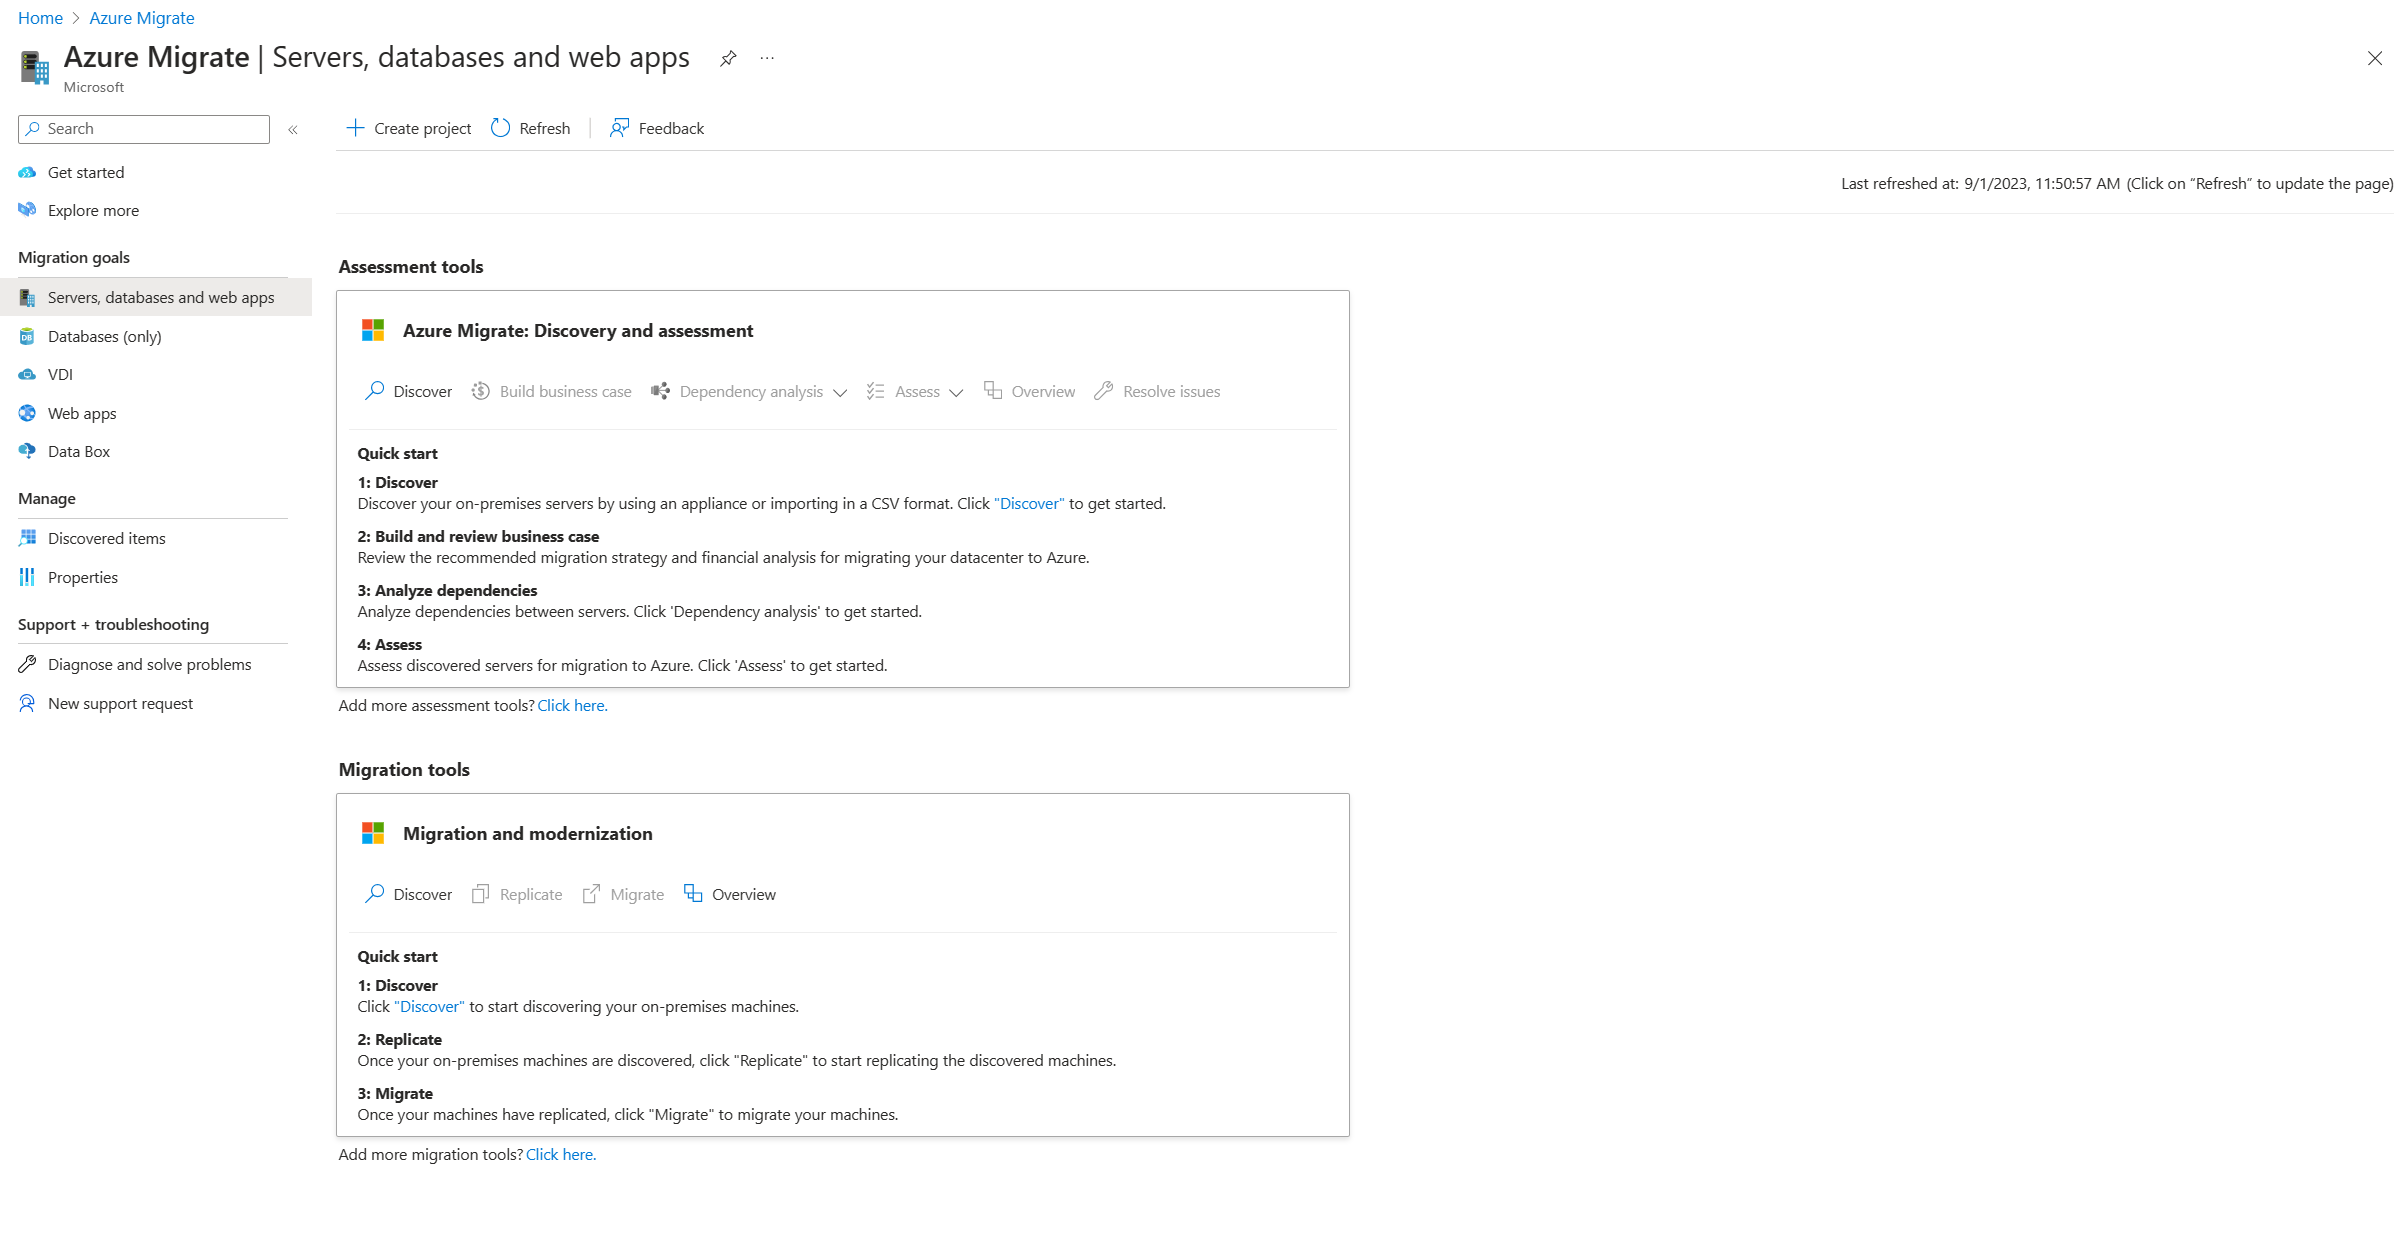 Home > Azure Migrate
Azure Migrate | Servers, databases and web apps
Microsoft
Search
Get started
Explore more
Migration goals
Servers, databases and web apps
Databases (only)
VDI
Web apps
Data Box
Manage
Discovered items
Properties
Support + troubleshooting
Diagnose and solve problems
New support request
Create project Refresh Feedback
Last refreshed at: 9/1/2023, 11:50:57 AM (Click on “Refresh” to update the page)
Assessment tools
Azure Migrate: Discovery and assessment
Discover Build business case Dependency analysis Assess Overview Resolve issues
Quick start
1: Discover
Discover your on-premises servers by using an appliance or importing in a CSV format. Click "Discover" to get started.
2: Build and review business case
Review the recommended migration strategy and financial analysis for migrating your datacenter to Azure.
3: Analyze dependencies
Analyze dependencies between servers. Click 'Dependency analysis' to get started.
4: Assess
Assess discovered servers for migration to Azure. Click 'Assess' to get started.
Add more assessment tools? Click here.
Migration tools
Migration and modernization
Discover Replicate Migrate Overview
Quick start
1: Discover
Click "Discover" to start discovering your on-premises machines.
2: Replicate
Once your on-premises machines are discovered, click "Replicate" to start replicating the discovered machines.
3: Migrate
Once your machines have replicated, click "Migrate" to migrate your machines.
Add more migration tools? Click here.